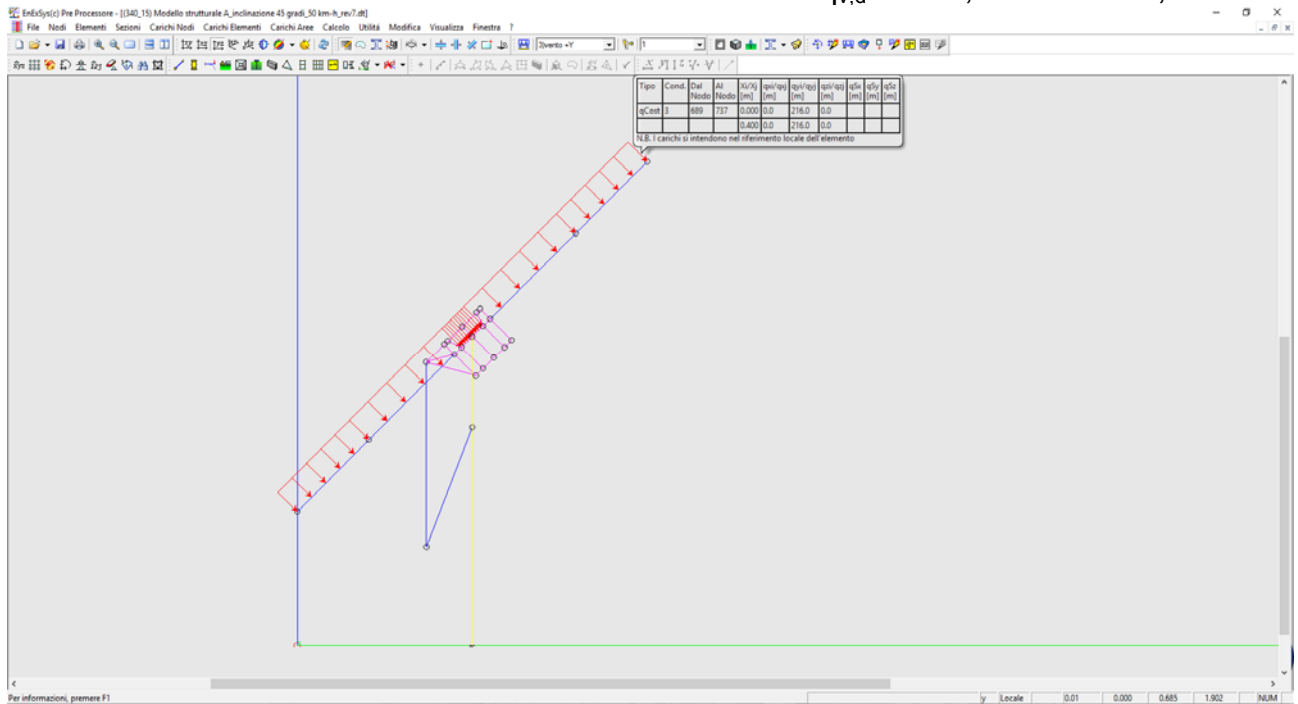 EnExSys(c) Pre Processore - [(340_15) Modello strutturale A_inclinazione 45 gradi_50 km-h_rev7.dt]
File Nodi Elementi Sezioni Carichi Nodi Carichi Elementi Carichi Aree Calcolo Utilità Modifica Visualizza Finestra ?
3)vento +Y 1
Tipo Cond. Dal Nodo Al Nodo Xi/Xj [m] qxi/qxj [m] qyi/qyj [m] qzi/qzj [m] qSx [m] qSy [m] qSz [m]
qCost 3 689 737 0.000 0.0 216.0 0.0
0.400 0.0 216.0 0.0
N.B. I carichi si intendono nel riferimento locale dell'elemento
Per informazioni, premere F1
y Locale 0.01 0.000 0.685 1.902 NUM